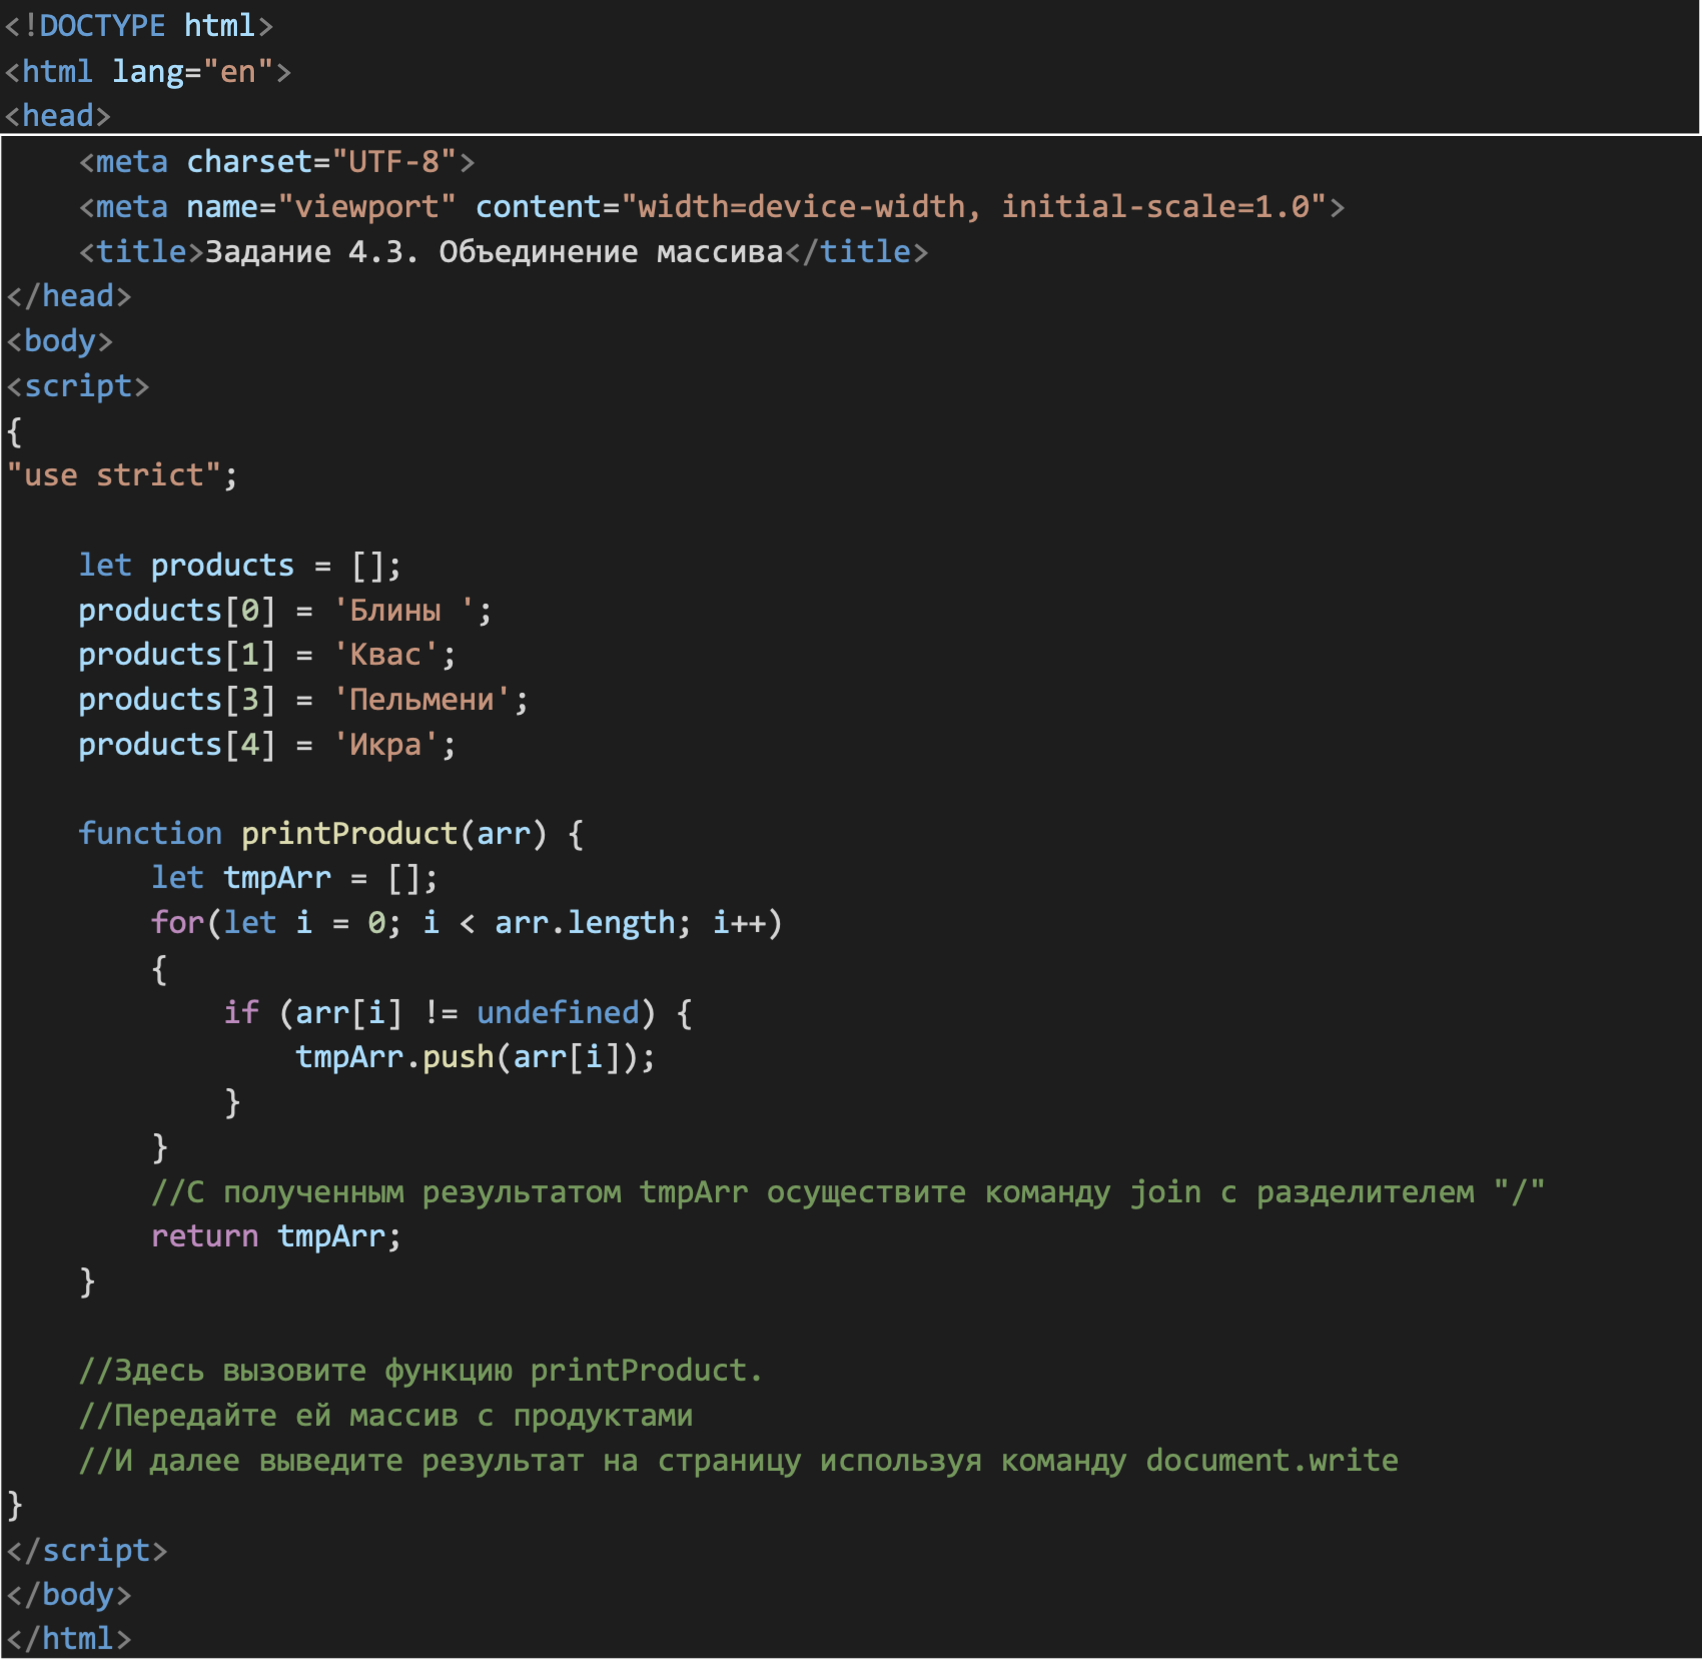 <!DOCTYPE html>
<html lang="en">
<head>
    <meta charset="UTF-8">
    <meta name="viewport" content="width=device-width, initial-scale=1.0">
    <title>Задание 4.3. Объединение массива</title>
</head>
<body>
<script>
{
"use strict";

    let products = [];
    products[0] = 'Блины ';
    products[1] = 'Квас';
    products[3] = 'Пельмени';
    products[4] = 'Икра';

    function printProduct(arr) {
        let tmpArr = [];
        for(let i = 0; i < arr.length; i++)
        {
            if (arr[i] != undefined) {
                tmpArr.push(arr[i]);
            }
        }
        //С полученным результатом tmpArr осуществите команду join с разделителем "/"
        return tmpArr;
    }

    //Здесь вызовите функцию printProduct.
    //Передайте ей массив с продуктами
    //И далее выведите результат на страницу используя команду document.write
}
</script>
</body>
</html>